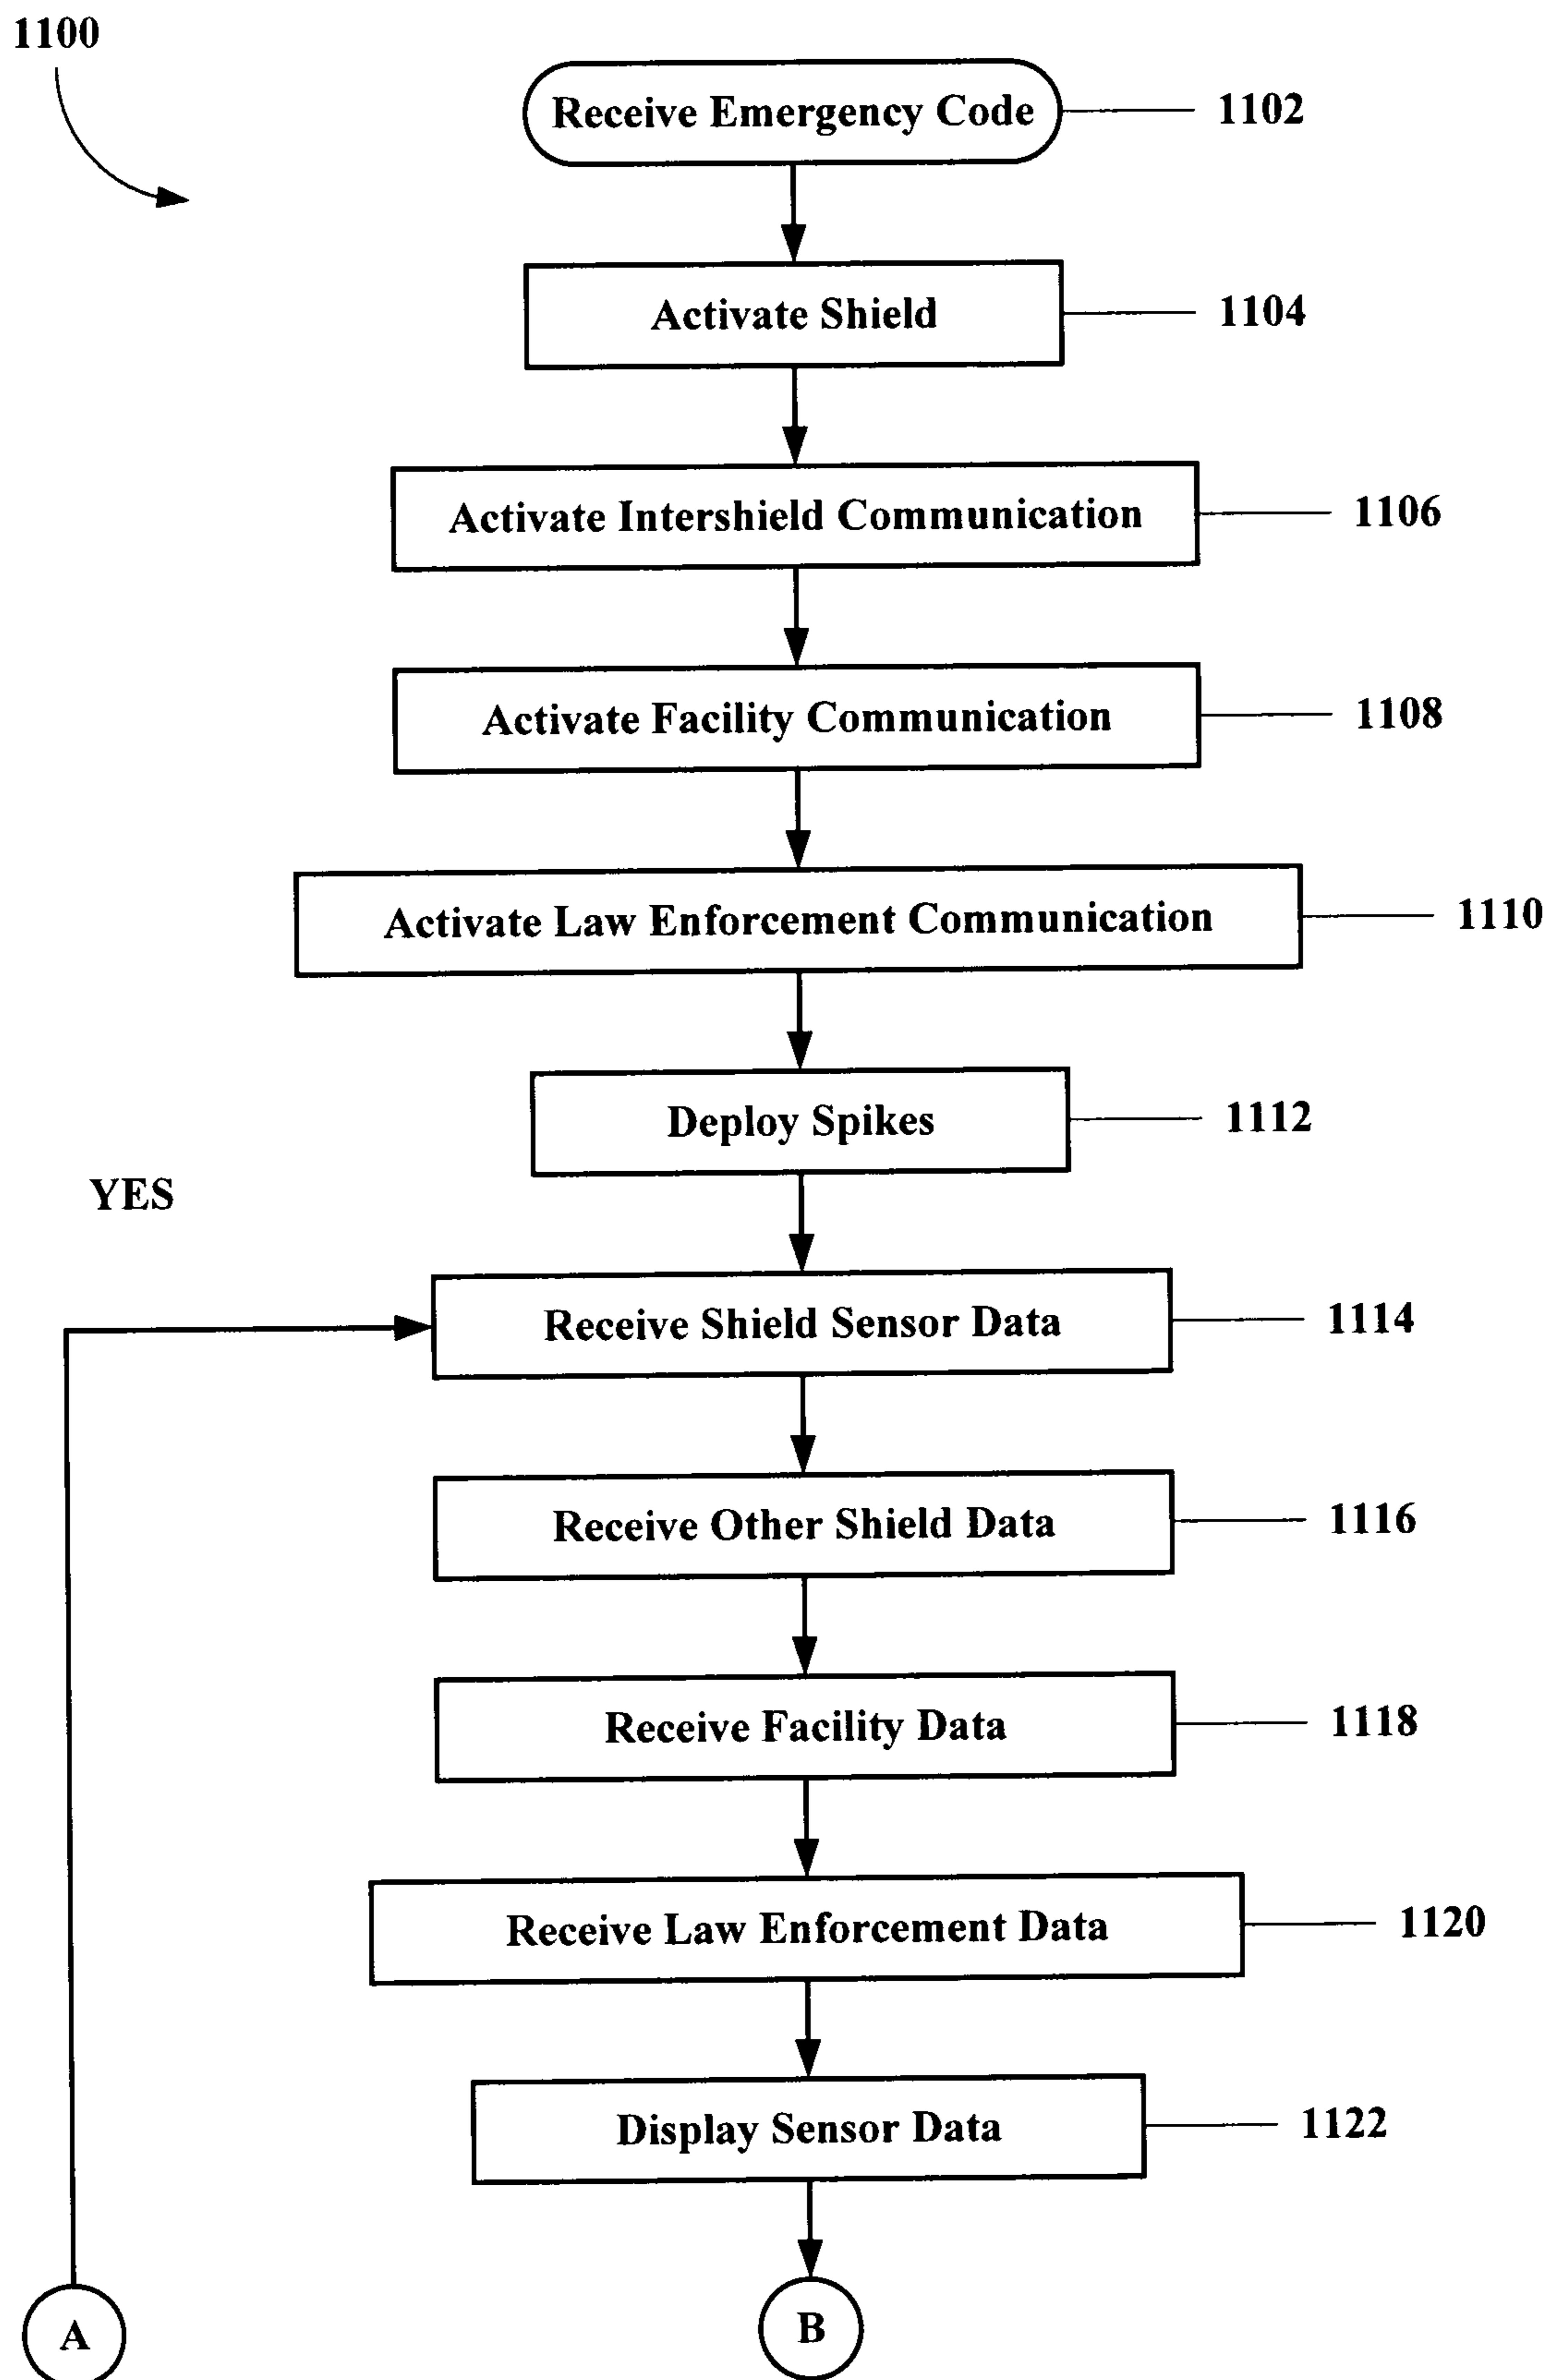 1100
Receive Emergency Code 1102
Activate Shield 1104
Activate Intershield Communication 1106
Activate Facility Communication 1108
Activate Law Enforcement Communication 1110
Deploy Spikes 1112
YES
Receive Shield Sensor Data 1114
Receive Other Shield Data 1116
Receive Facility Data 1118
Receive Law Enforcement Data 1120
Display Sensor Data 1122
A
B